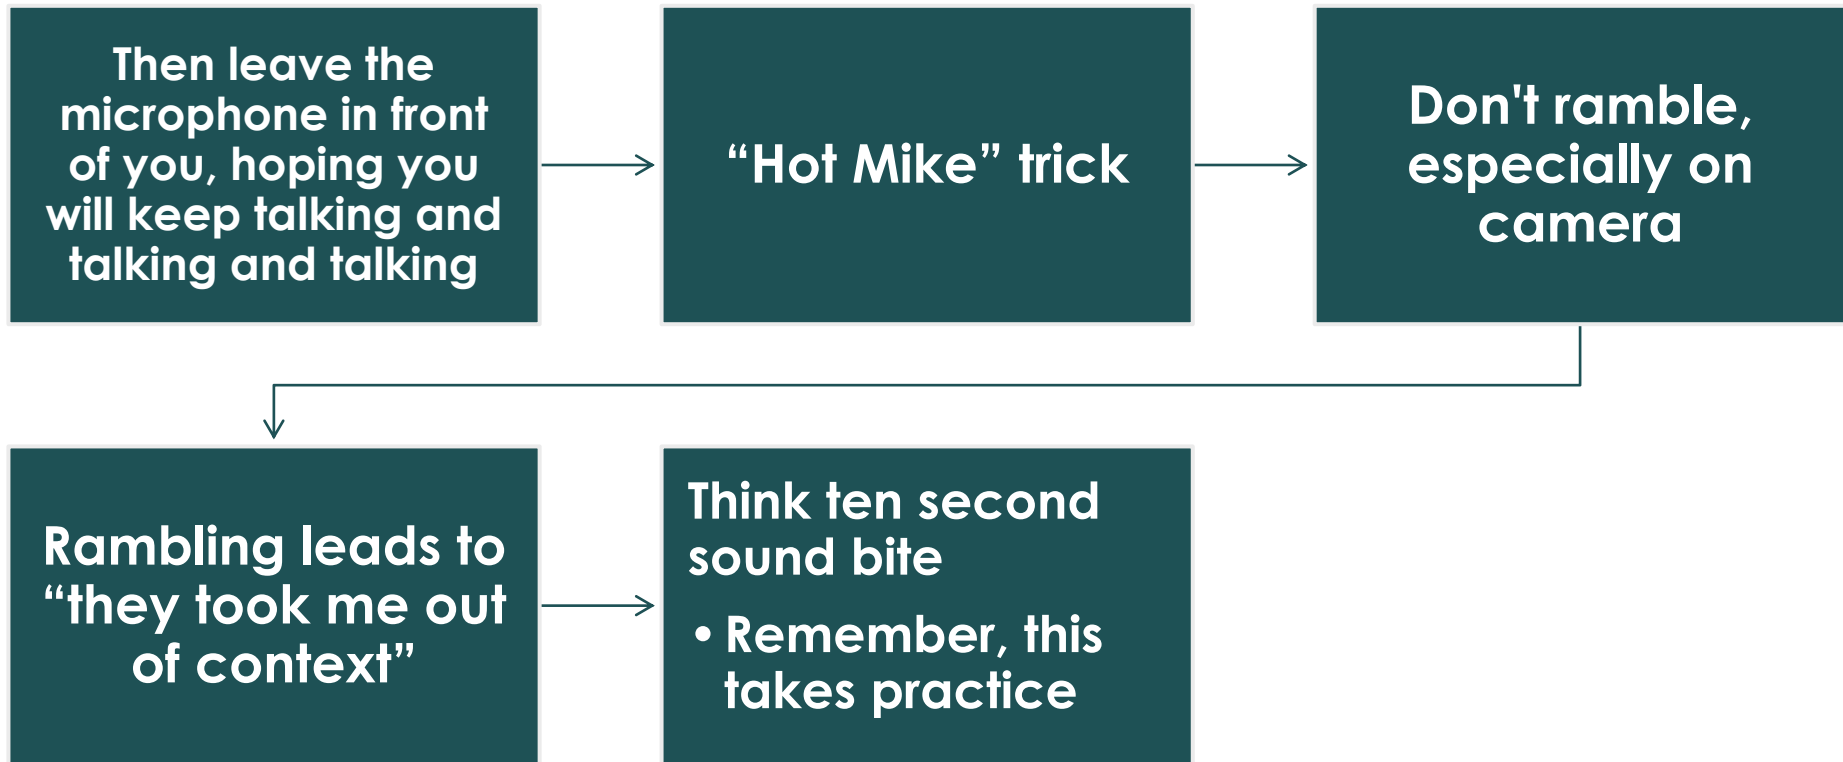 Then leave the
microphone in front
of you, hoping you
will keep talking and
talking and talking
“Hot Mike” trick
Don't ramble,
especially on
camera
Rambling leads to
“they took me out
of context”
Think ten second
sound bite
• Remember, this
takes practice